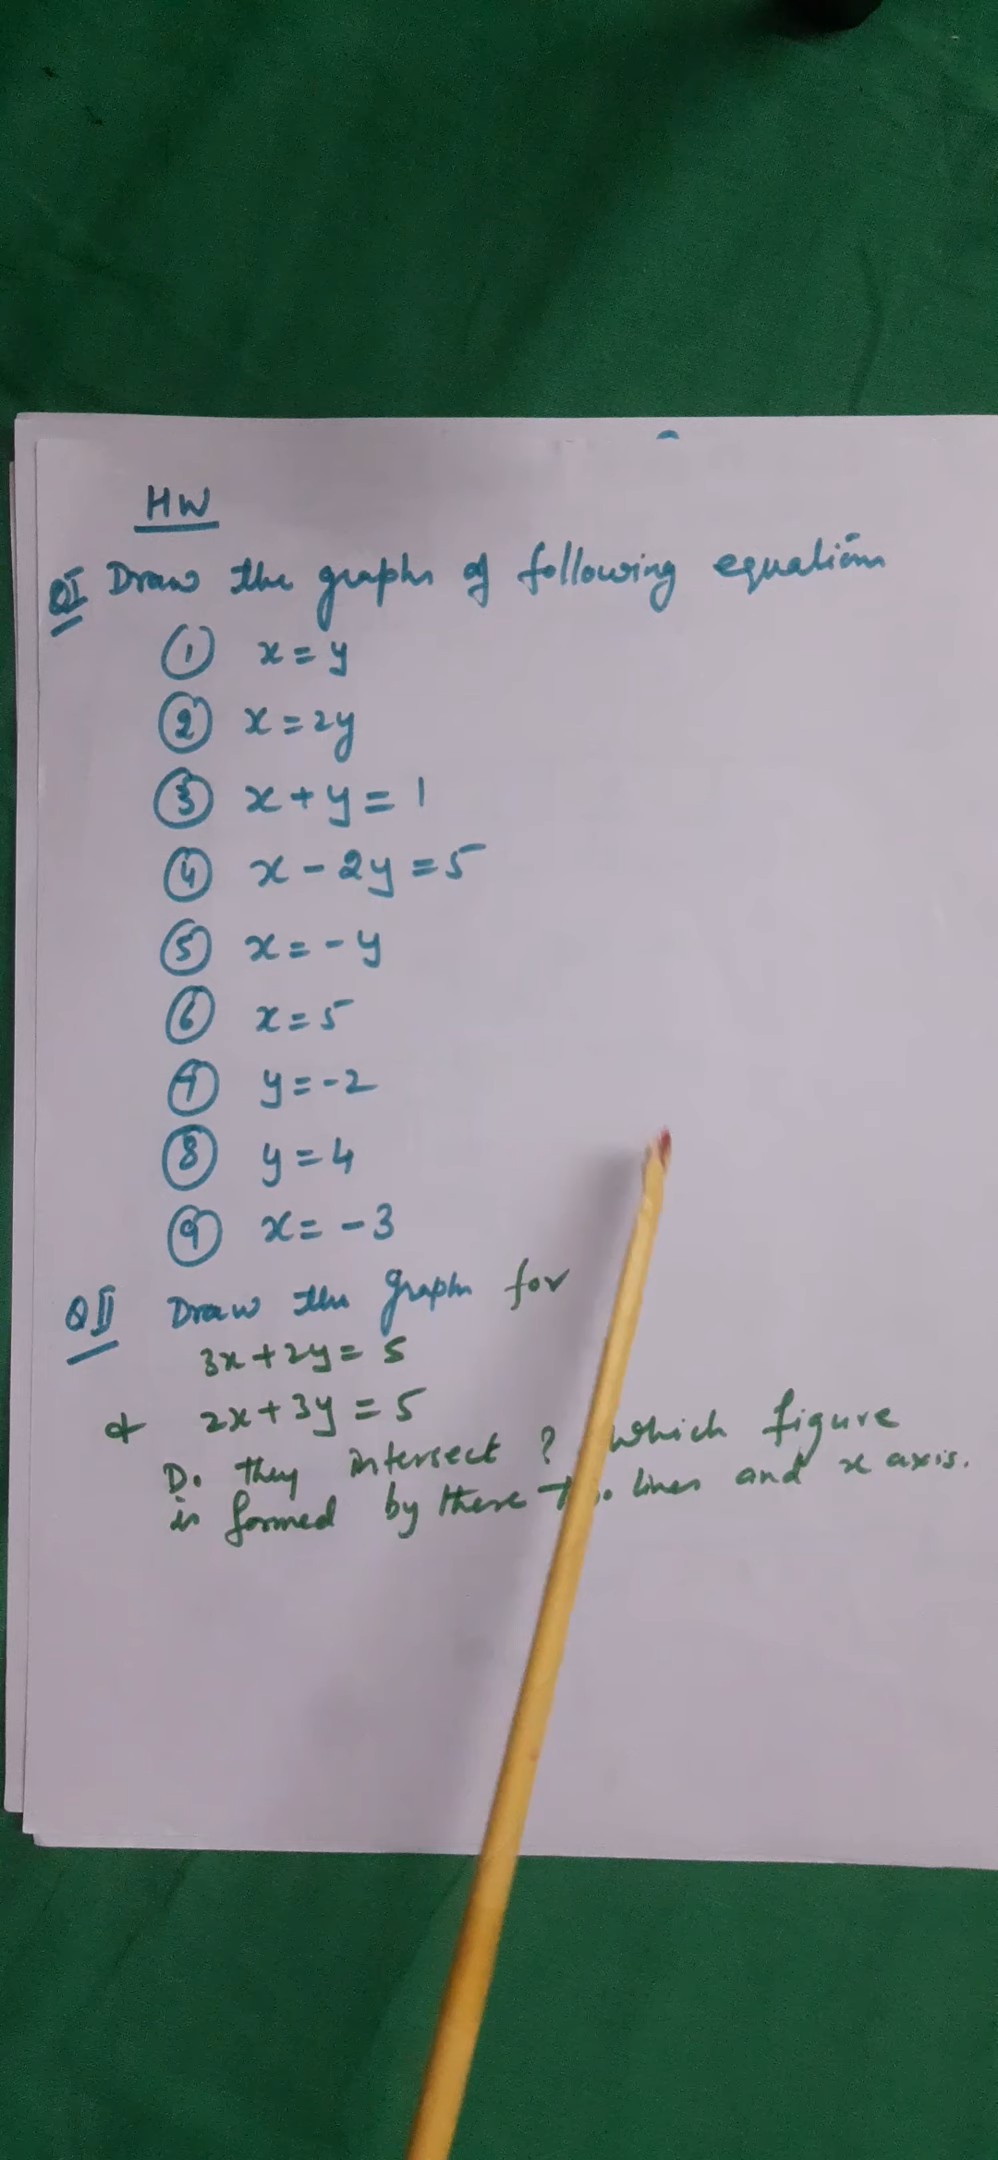 HW
QI Draw the graphs of following equations
① x = y
② x = 2y
③ x + y = 1
④ x - 2y = 5
⑤ x = - y
⑥ x = 5
⑦ y = -2
⑧ y = 4
⑨ x = -3
QII Draw the graphs for
3x + 2y = 5
& 2x + 3y = 5
Do they intersect ? Which figure
is formed by these lines and x axis.